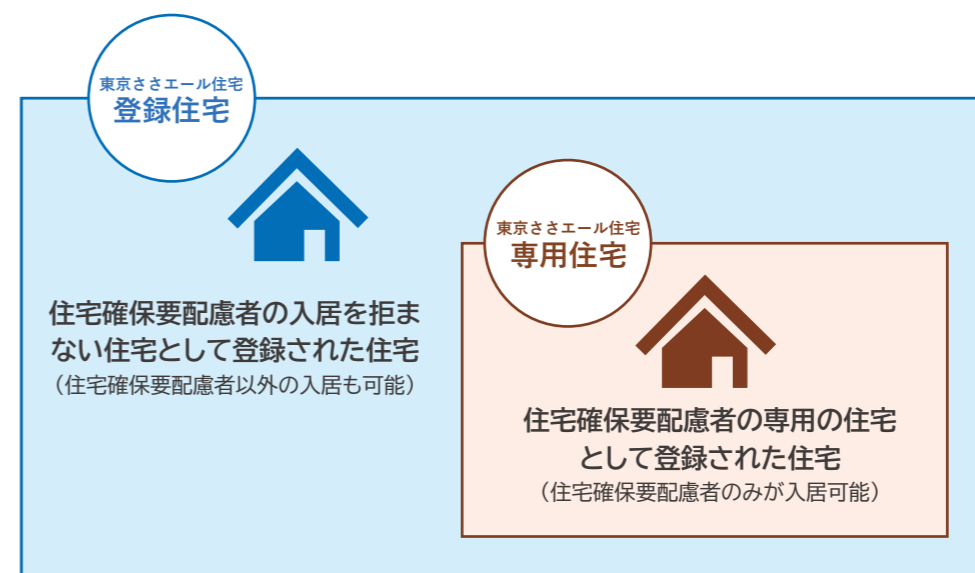 東京ささエール住宅
登録住宅
住宅確保要配慮者の入居を拒ま
ない住宅として登録された住宅
（住宅確保要配慮者以外の入居も可能）
東京ささエール住宅
専用住宅
住宅確保要配慮者の専用の住宅
として登録された住宅
（住宅確保要配慮者のみが入居可能）